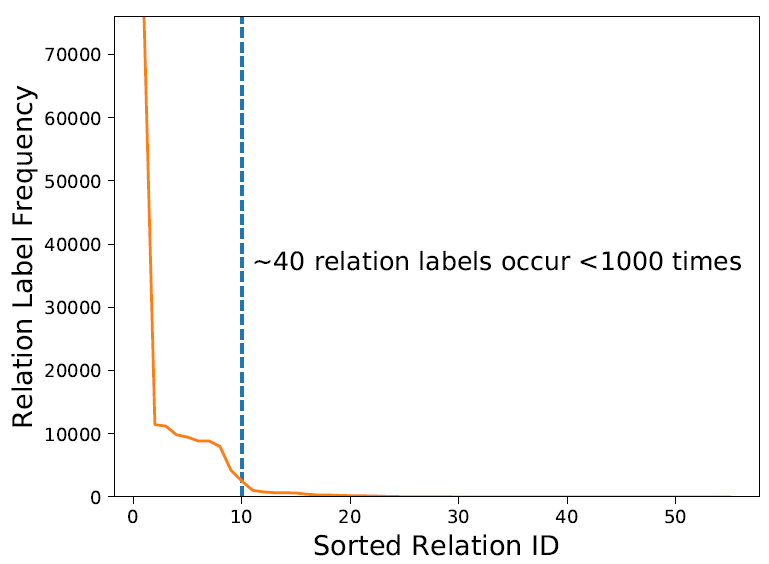 70000
60000
50000
40000
30000
20000
10000
0
Relation Label Frequency
~40 relation labels occur <1000 times
0 10 20 30 40 50
Sorted Relation ID